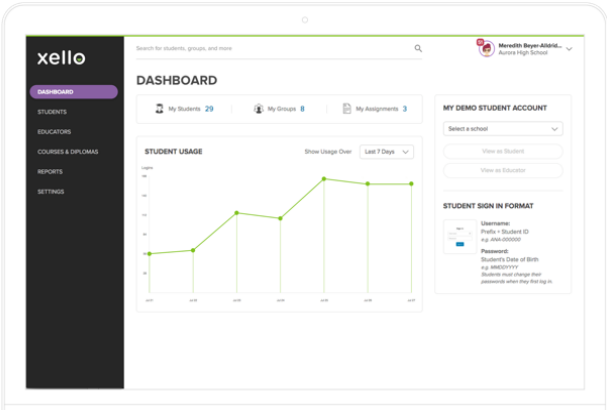 xello
Search for students, groups, and more
Meredith Beyer-Alldrid...
Aurora High School
DASHBOARD
DASHBOARD
STUDENTS
EDUCATORS
COURSES & DIPLOMAS
REPORTS
SETTINGS
My Students 29
My Groups 8
My Assignments 3
STUDENT USAGE
Show Usage Over
Last 7 Days
Logins
MY DEMO STUDENT ACCOUNT
Select a school
View as Student
View as Educator
STUDENT SIGN IN FORMAT
Username:
Prefix + Student ID
e.g. ANA-000000
Password:
Student's Date of Birth
e.g. MMDDYYYY
Students must change their
passwords when they first log in.